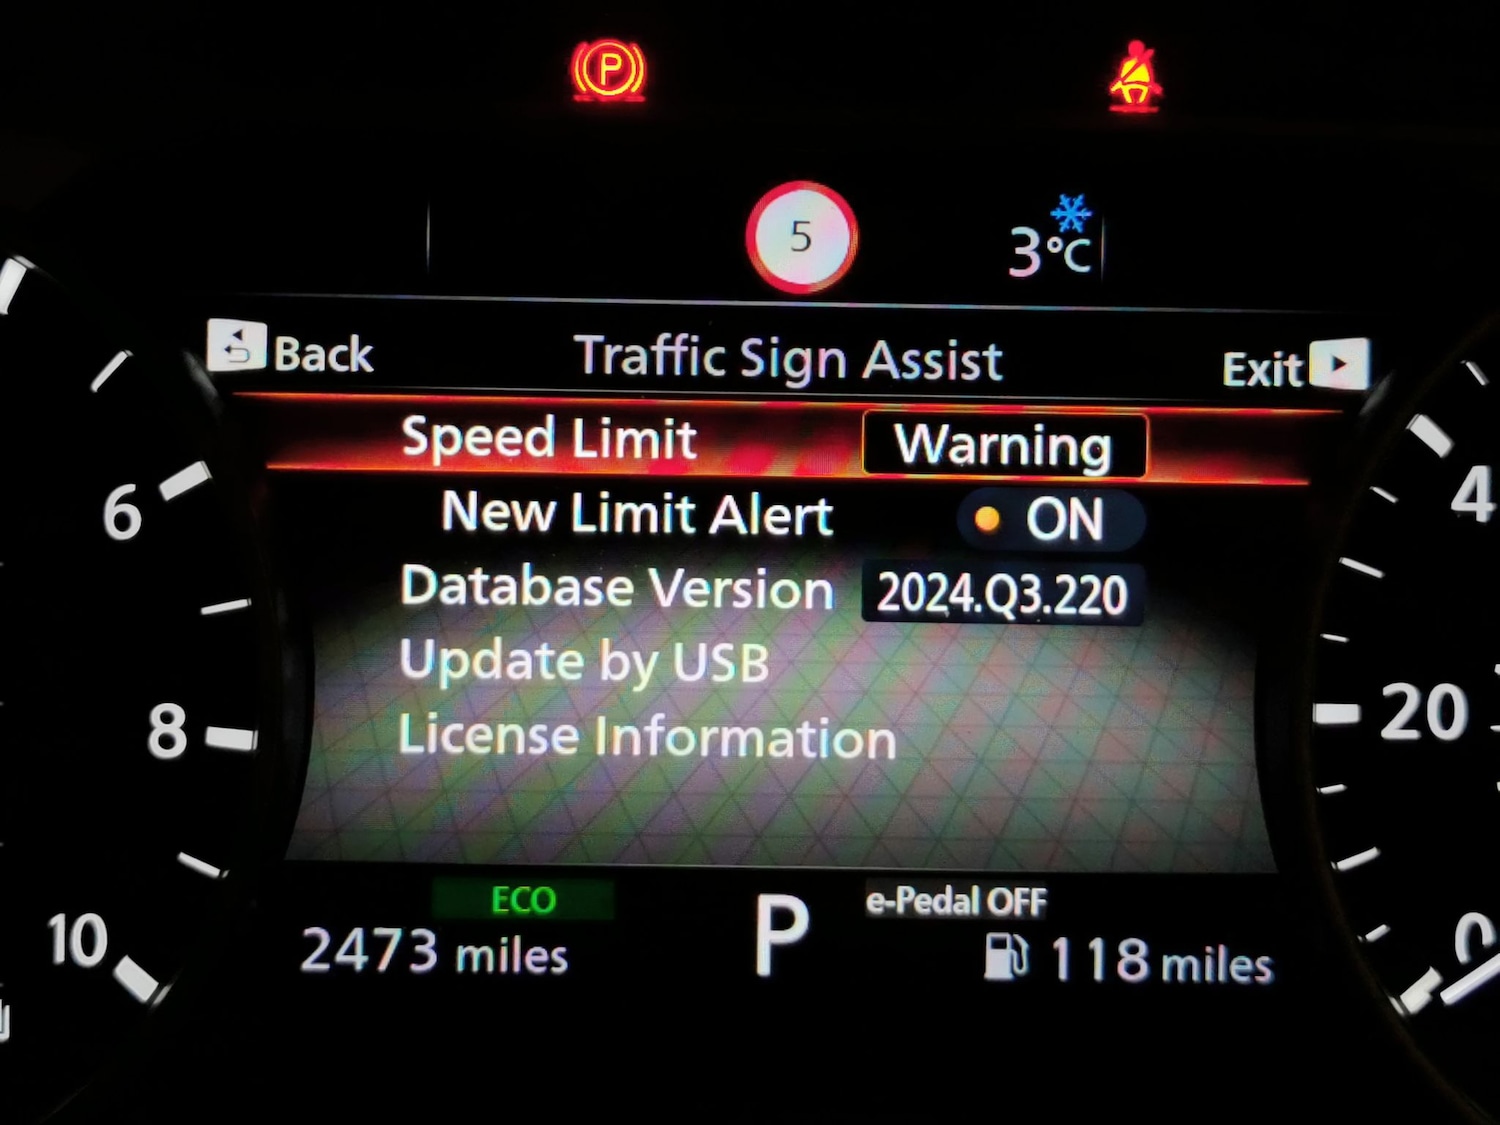 P
5
3°C
Back Traffic Sign Assist Exit
Speed Limit Warning
New Limit Alert ON
Database Version 2024.Q3.220
Update by USB
License Information
6
8
10
4
20
0
ECO P e-Pedal OFF
2473 miles 118 miles